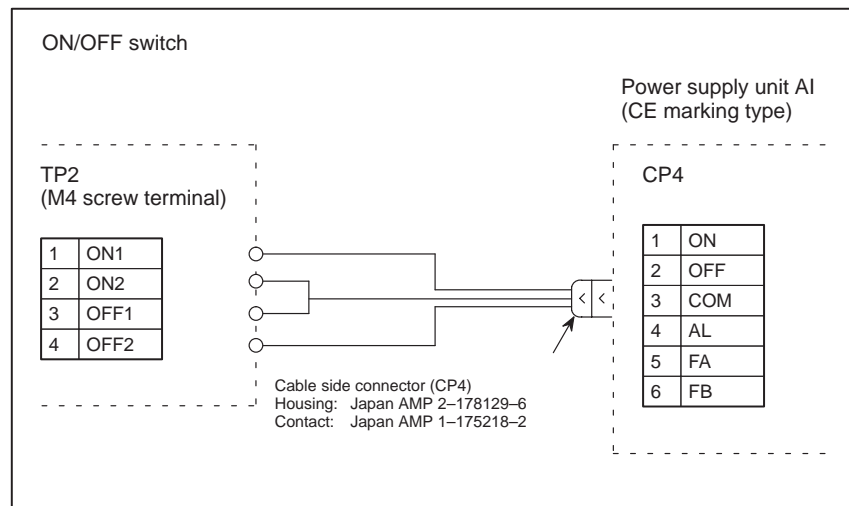 ON/OFF switch
Power supply unit AI
(CE marking type)
TP2
(M4 screw terminal)
1 ON1
2 ON2
3 OFF1
4 OFF2
CP4
1 ON
2 OFF
3 COM
4 AL
5 FA
6 FB
Cable side connector (CP4)
Housing: Japan AMP 2–178129–6
Contact: Japan AMP 1–175218–2